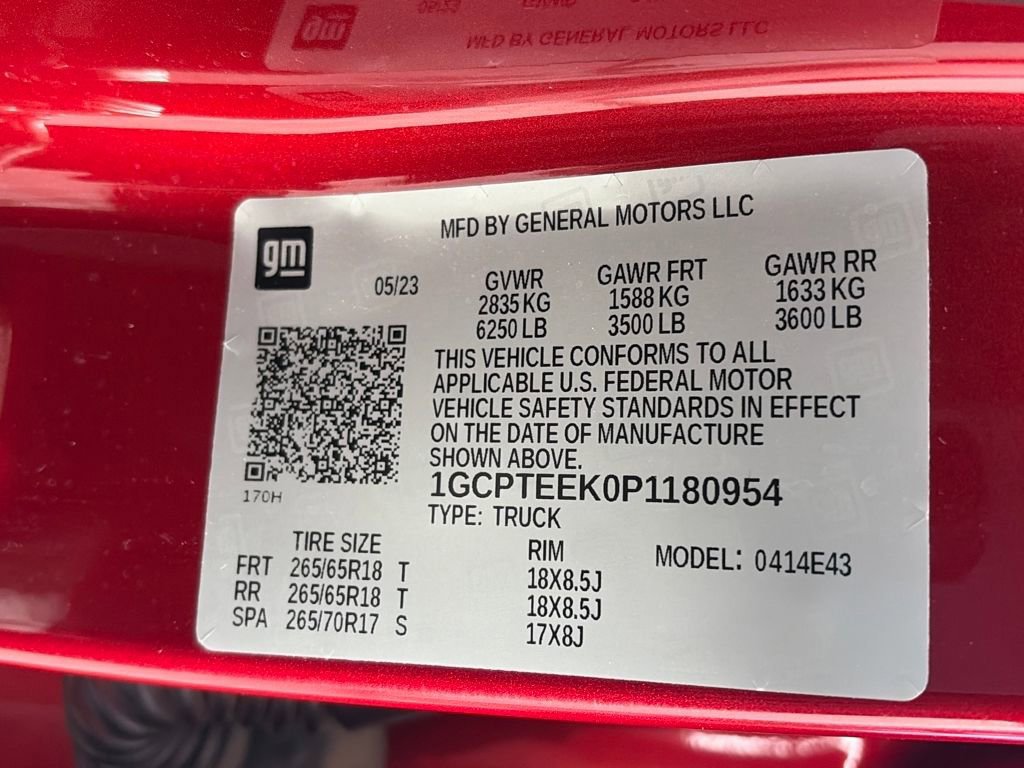 MFD BY GENERAL MOTORS LLC
gm
05/23
GVWR GAWR FRT GAWR RR
2835 KG 1588 KG 1633 KG
6250 LB 3500 LB 3600 LB
THIS VEHICLE CONFORMS TO ALL
APPLICABLE U.S. FEDERAL MOTOR
VEHICLE SAFETY STANDARDS IN EFFECT
ON THE DATE OF MANUFACTURE
SHOWN ABOVE.
170H
1GCPTEEK0P1180954
TYPE: TRUCK
TIRE SIZE RIM MODEL: 0414E43
FRT 265/65R18 T 18X8.5J
RR 265/65R18 T 18X8.5J
SPA 265/70R17 S 17X8J